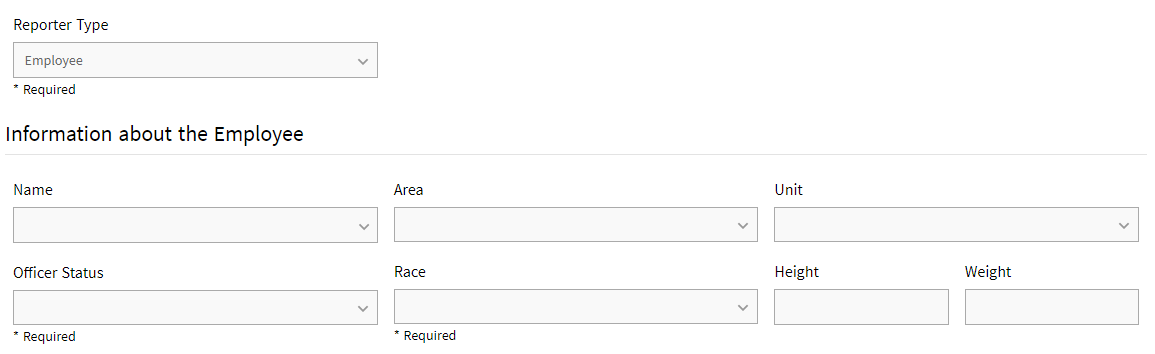 Reporter Type
Employee
* Required
Information about the Employee
Name
Area
Unit
Officer Status
Race
Height
Weight
* Required
* Required